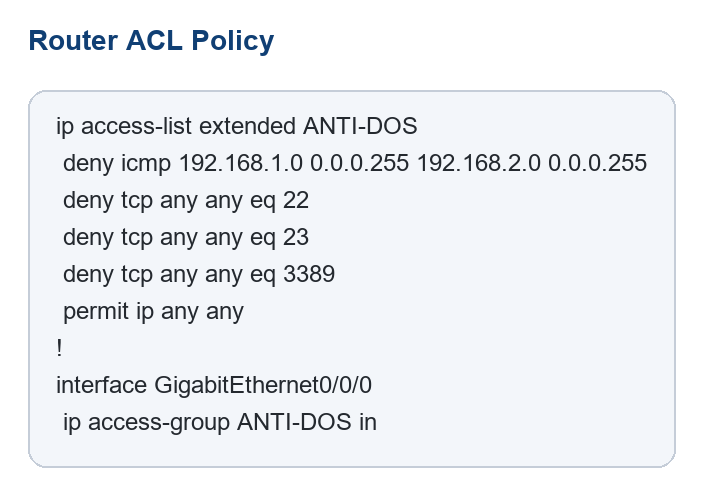 Router ACL Policy
ip access-list extended ANTI-DOS
deny icmp 192.168.1.0 0.0.0.255 192.168.2.0 0.0.0.255
deny tcp any any eq 22
deny tcp any any eq 23
deny tcp any any eq 3389
permit ip any any
!
interface GigabitEthernet0/0/0
ip access-group ANTI-DOS in